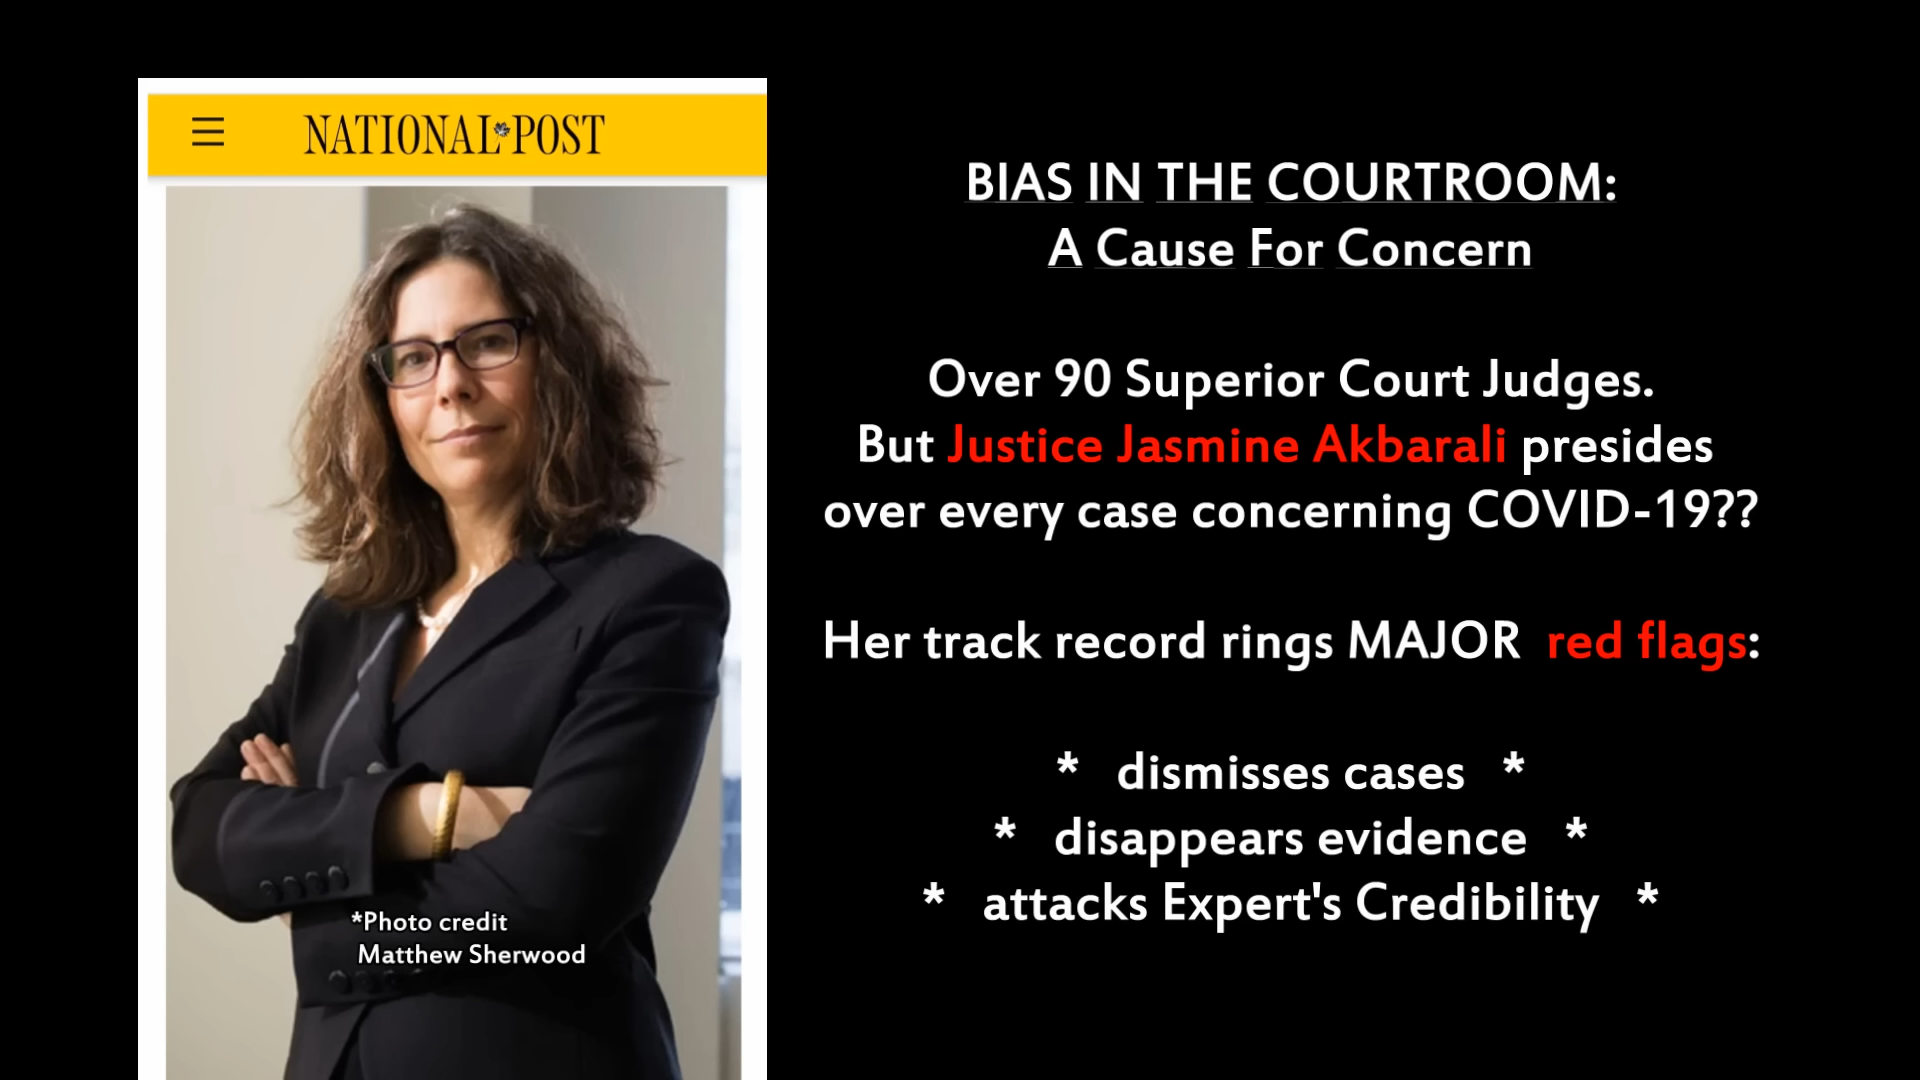 NATIONAL POST
*Photo credit
Matthew Sherwood
BIAS IN THE COURTROOM:
A Cause For Concern
Over 90 Superior Court Judges.
But Justice Jasmine Akbarali presides
over every case concerning COVID-19??
Her track record rings MAJOR red flags:
* dismisses cases *
* disappears evidence *
* attacks Expert's Credibility *